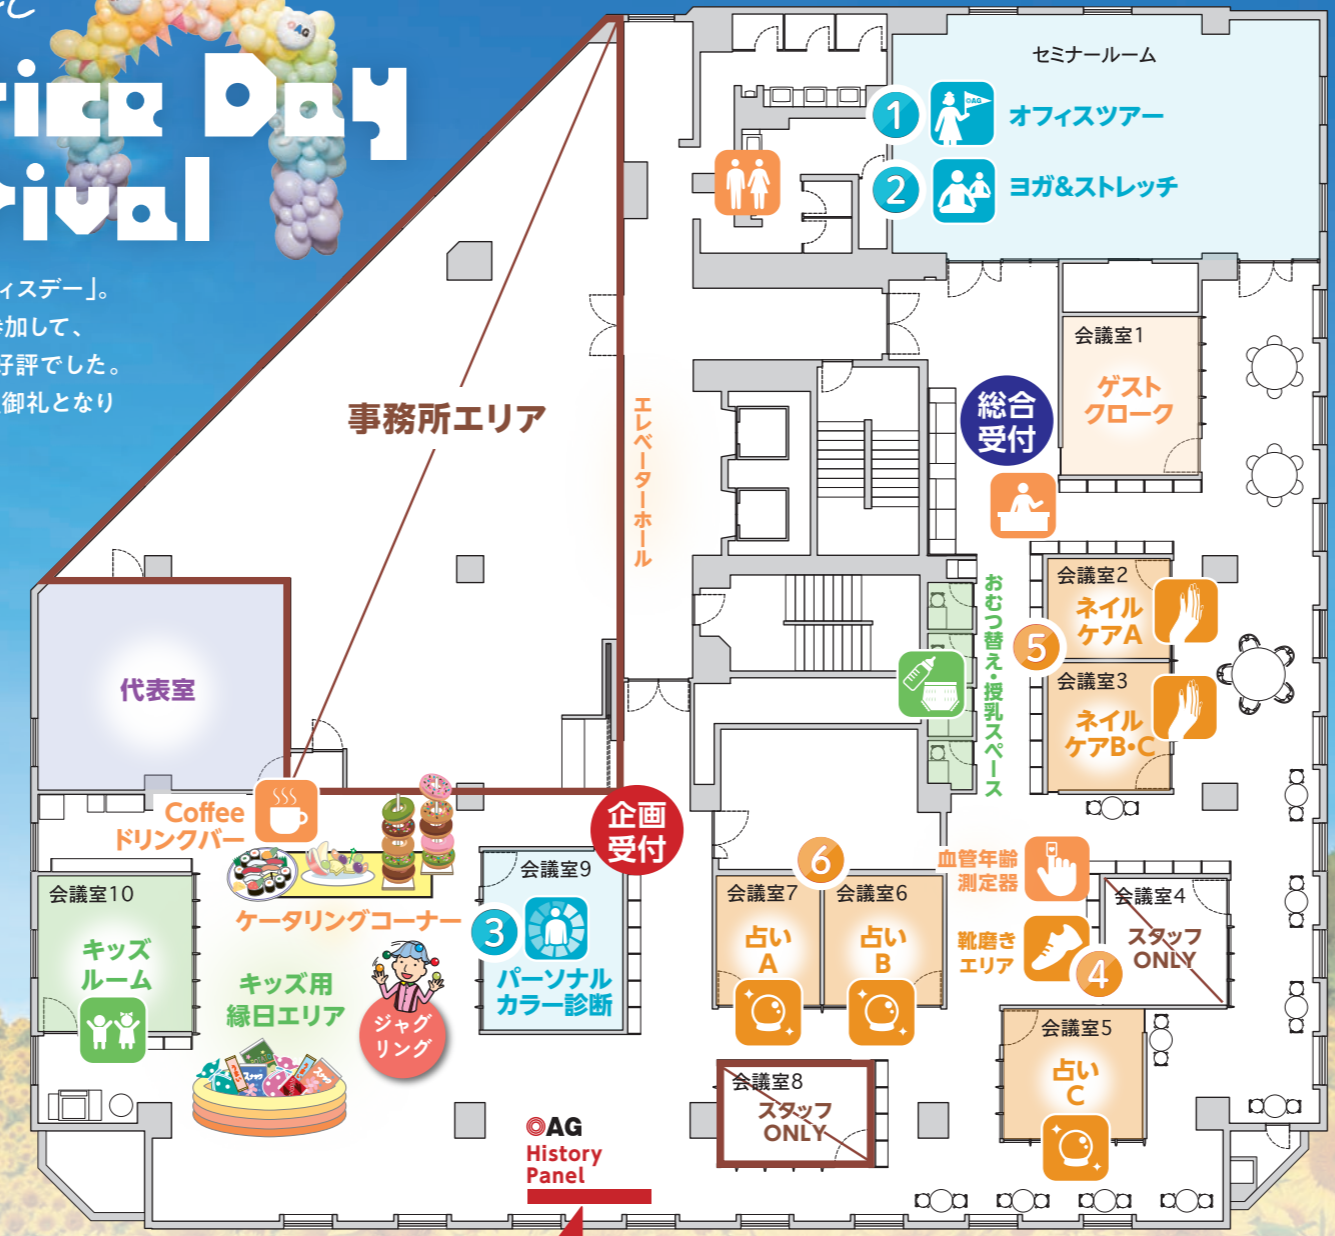 Day
ival
ィスデー」。
参加して、
好評でした。
御礼となり
OAG
セミナールーム
1
OAG
オフィスツアー
2
ヨガ&ストレッチ
事務所エリア
エレベーターホール
総合
受付
会議室1
ゲスト
クローク
代表室
おむつ替え・授乳スペース
5
会議室2
ネイル
ケアA
会議室3
ネイル
ケアB・C
Coffee
ドリンクバー
企画
受付
ケータリングコーナー
会議室10
キッズ
ルーム
キッズ用
縁日エリア
ジャグ
リング
3
会議室9
パーソナル
カラー診断
6
会議室7
占い
A
会議室6
占い
B
血管年齢
測定器
靴磨き
エリア
4
会議室4
スタッフ
ONLY
会議室5
占い
C
会議室8
スタッフ
ONLY
OAG
History
Panel